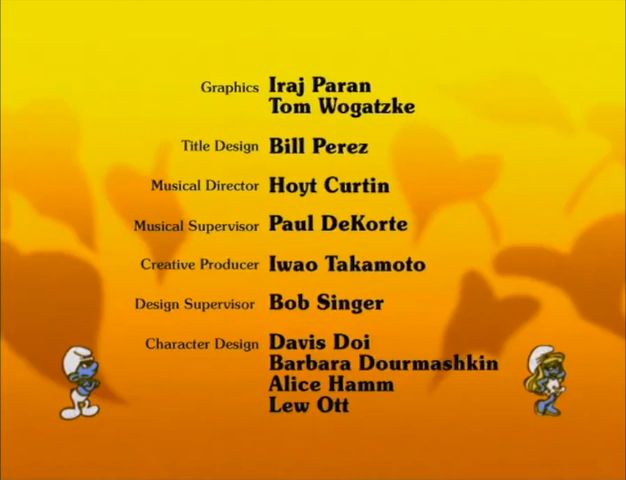 Graphics Iraj Paran
Tom Wogatzke
Title Design Bill Perez
Musical Director Hoyt Curtin
Musical Supervisor Paul DeKorte
Creative Producer Iwao Takamoto
Design Supervisor Bob Singer
Character Design Davis Doi
Barbara Dourmashkin
Alice Hamm
Lew Ott